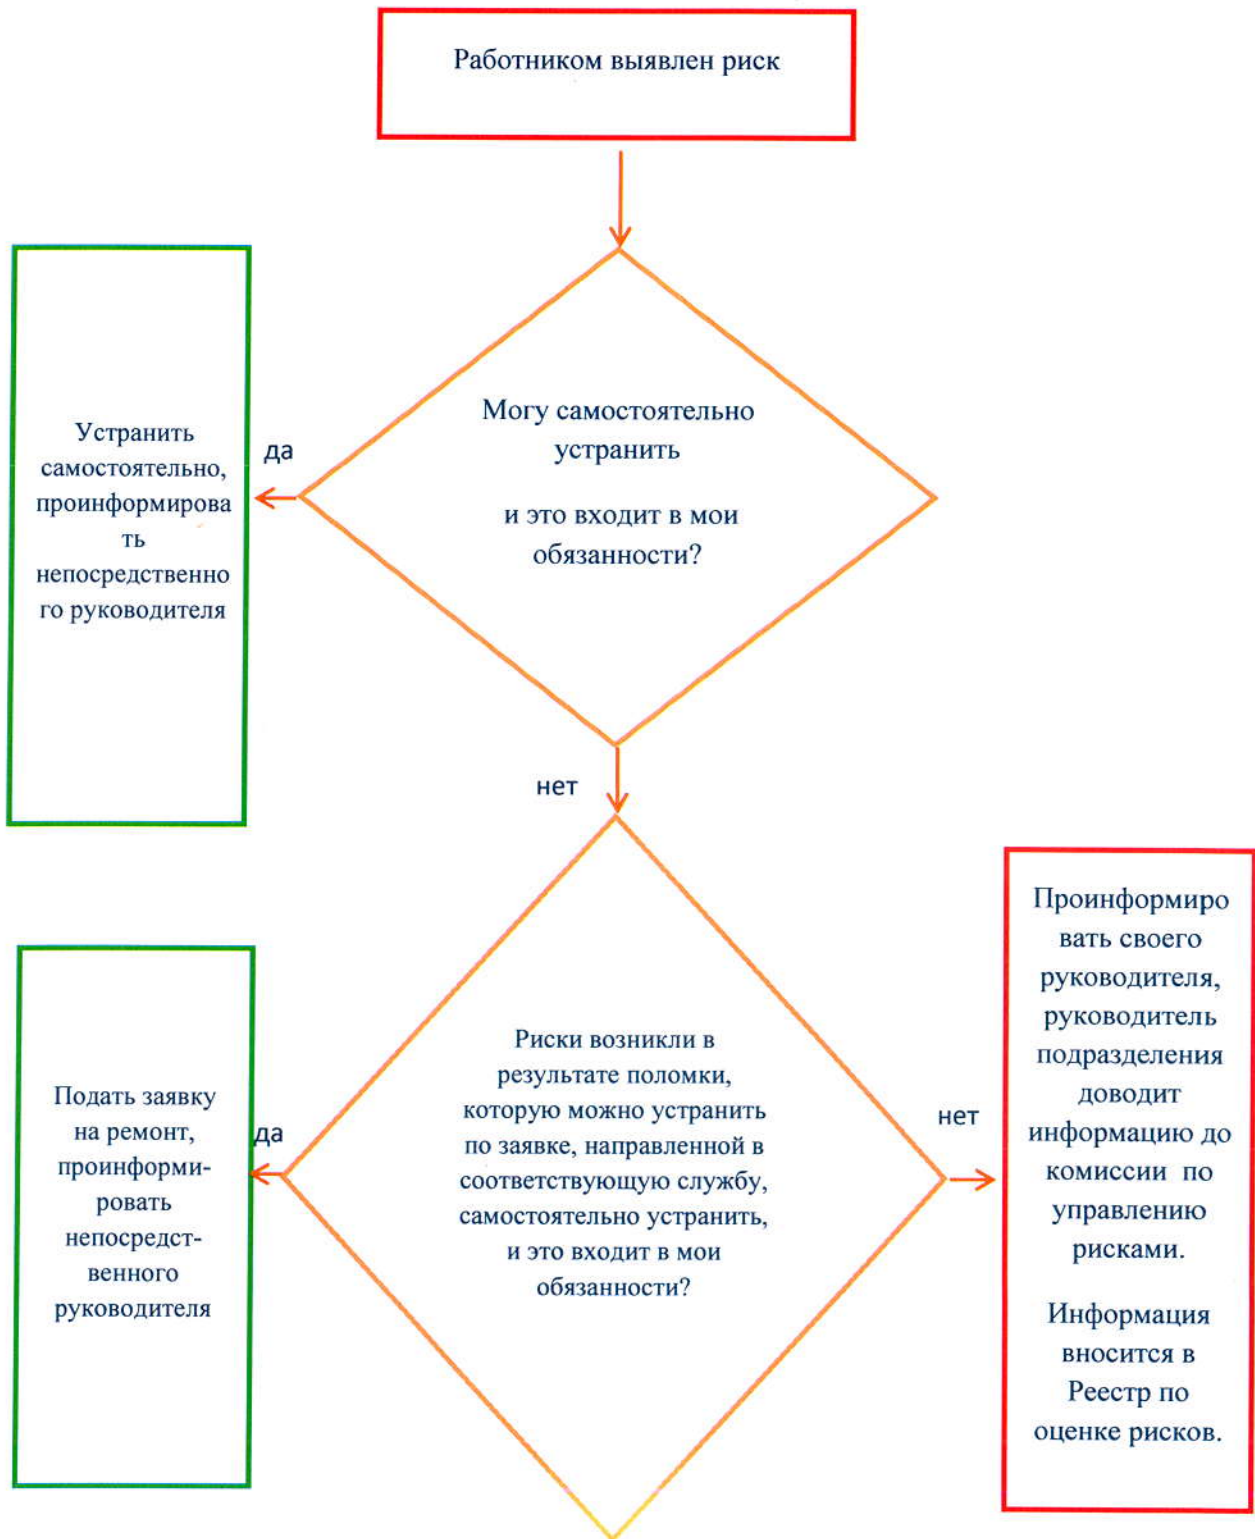 Работником выявлен риск
Могу самостоятельно
устранить
и это входит в мои
обязанности?
да
Устранить
самостоятельно,
проинформирова
ть
непосредственно
го руководителя
нет
Риски возникли в
результате поломки,
которую можно устранить
по заявке, направленной в
соответствующую службу,
самостоятельно устранить,
и это входит в мои
обязанности?
да
Подать заявку
на ремонт,
проинформи-
ровать
непосредст-
венного
руководителя
нет
Проинформиро
вать своего
руководителя,
руководитель
подразделения
доводит
информацию до
комиссии по
управлению
рисками.
Информация
вносится в
Реестр по
оценке рисков.